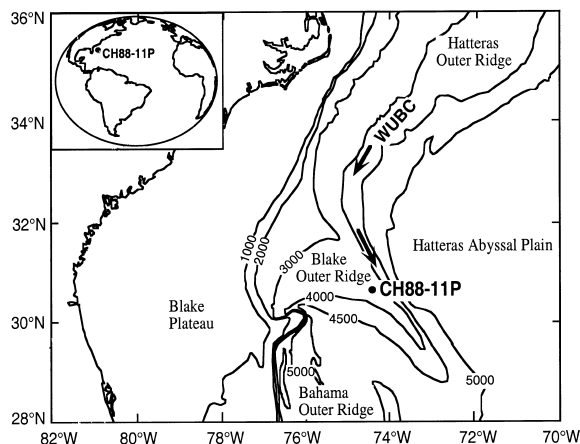 36°N
CH88-11P
Hatteras
Outer Ridge
34°N
WUBC
32°N
1000
2000
3000
Hatteras Abyssal Plain
Blake
Outer Ridge
CH88-11P
4000
Blake
Plateau
4500
30°N
5000
5000
Bahama
Outer Ridge
28°N
82°W
80°W
78°W
76°W
74°W
72°W
70°W